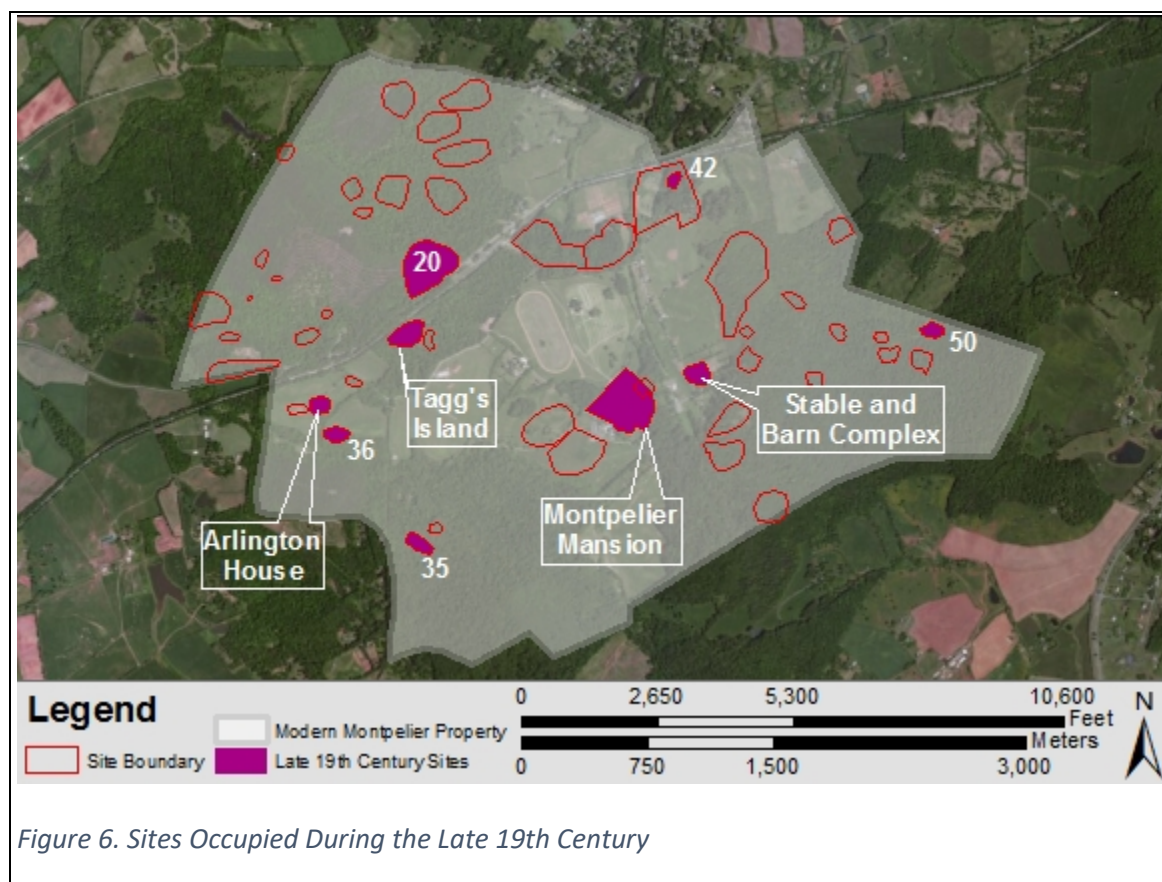 42
20
50
Tagg's
Island
Stable and
Barn Complex
36
Montpelier
Mansion
Arlington
House
35
Legend
Site Boundary
Modern Montpelier Property
Late 19th Century Sites
0 2,650 5,300 10,600
Feet
Meters
0 750 1,500 3,000
N
Figure 6. Sites Occupied During the Late 19th Century